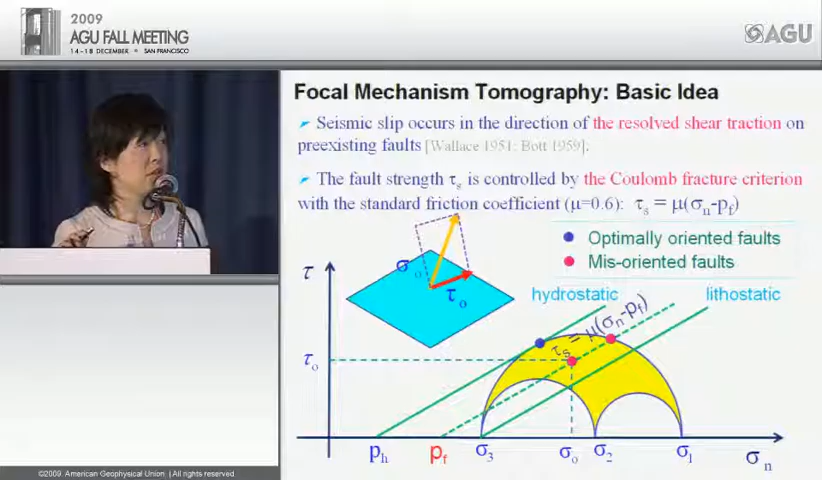 2009
AGU FALL MEETING
14 - 18 DECEMBER • SAN FRANCISCO
AGU
Focal Mechanism Tomography: Basic Idea
Seismic slip occurs in the direction of the resolved shear traction on
preexisting faults [Wallace 1951; Bott 1959].
The fault strength τs is controlled by the Coulomb fracture criterion
with the standard friction coefficient (μ=0.6): τs = μ(σn-pf)
Optimally oriented faults
Mis-oriented faults
σo
τo
τ
hydrostatic
lithostatic
τs = μ(σn-pf)
τo
ph
pf
σ3
σo
σ2
σ1
σn
©2009. American Geophysical Union | All rights reserved